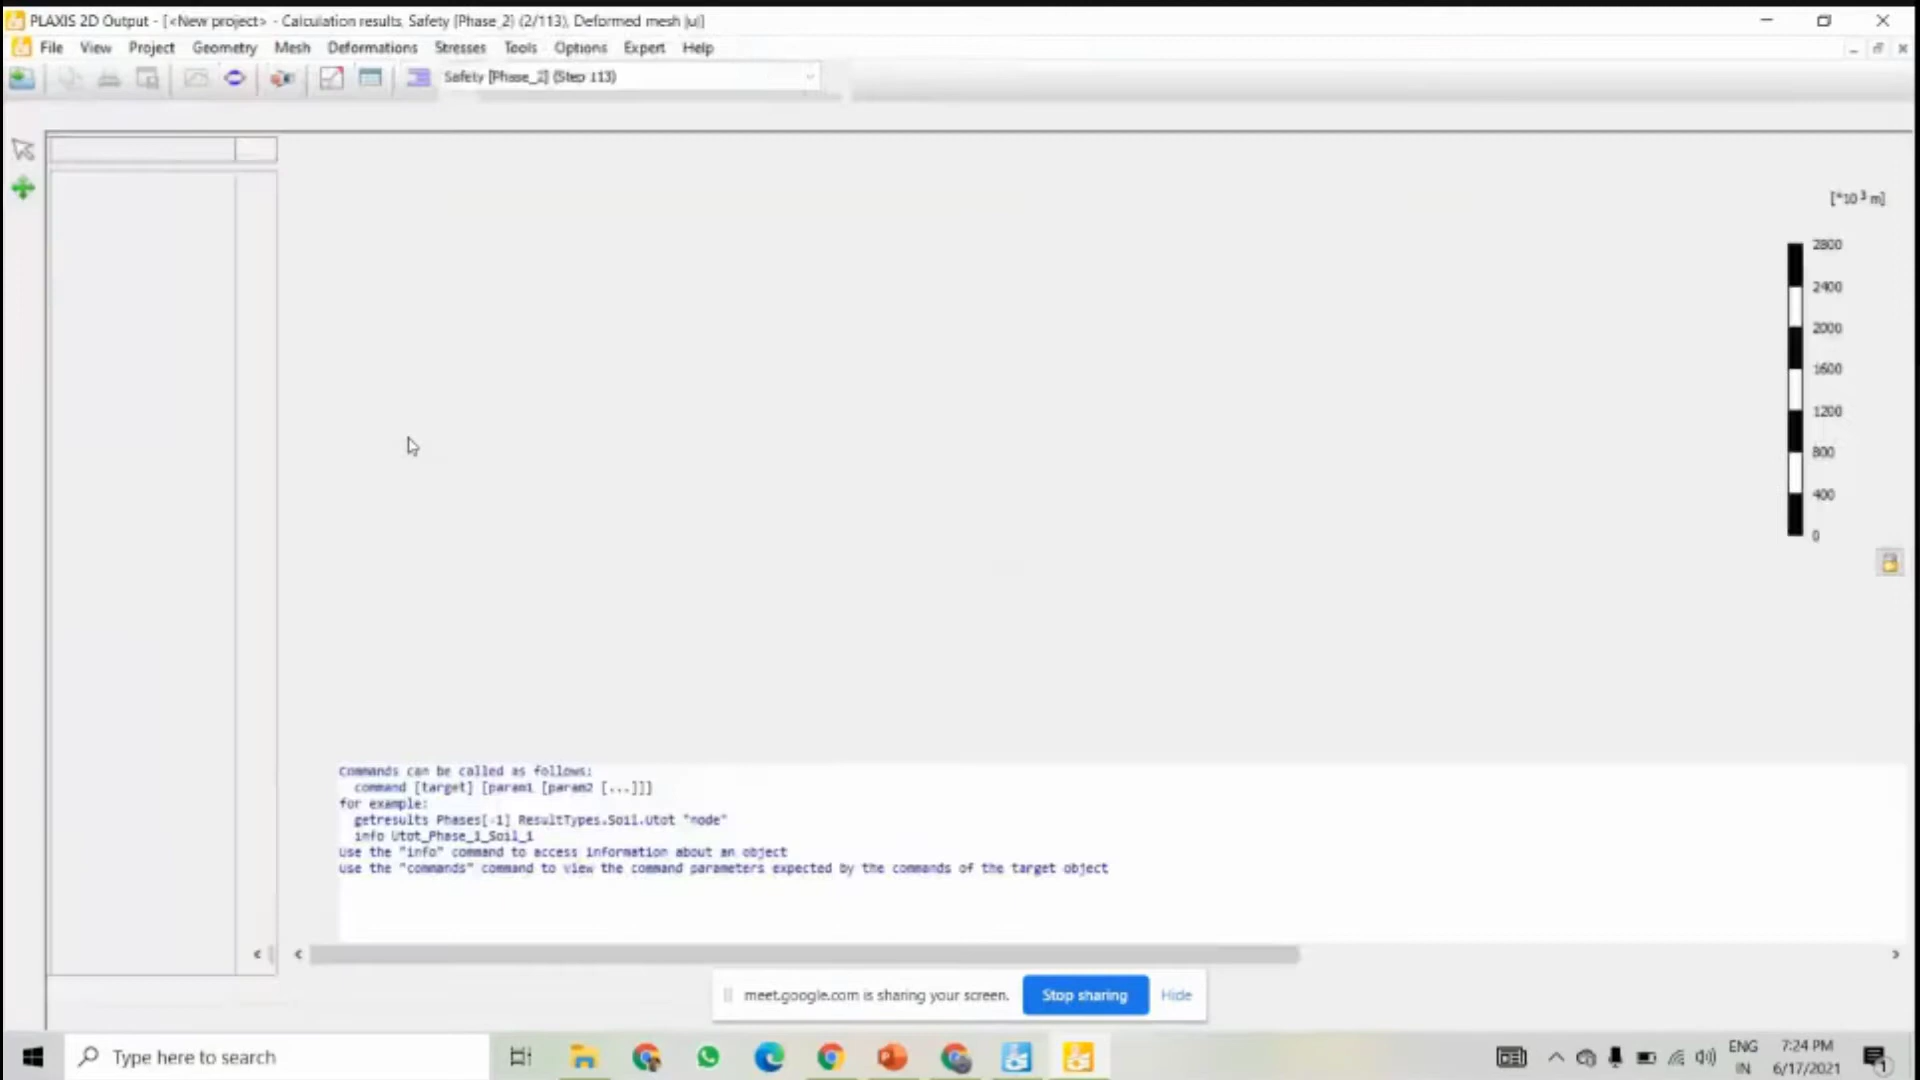 PLAXIS 2D Output - [<New project> - Calculation results, Safety [Phase_2] (2/113), Deformed mesh |u|]
File View Project Geometry Mesh Deformations Stresses Tools Options Expert Help
Safety [Phase_2] (Step 113)
[*10³ m]
2800
2400
2000
1600
1200
800
400
0
Commands can be called as follows:
command [target] [param1 [param2 [...]]]
for example:
getresults Phases[-1] ResultTypes.Soil.Utot "node"
info Utot_Phase_1_Soil_1
Use the "info" command to access information about an object
Use the "commands" command to view the command parameters expected by the commands of the target object
meet.google.com is sharing your screen. Stop sharing Hide
Type here to search
ENG
IN
7:24 PM
6/17/2021
1